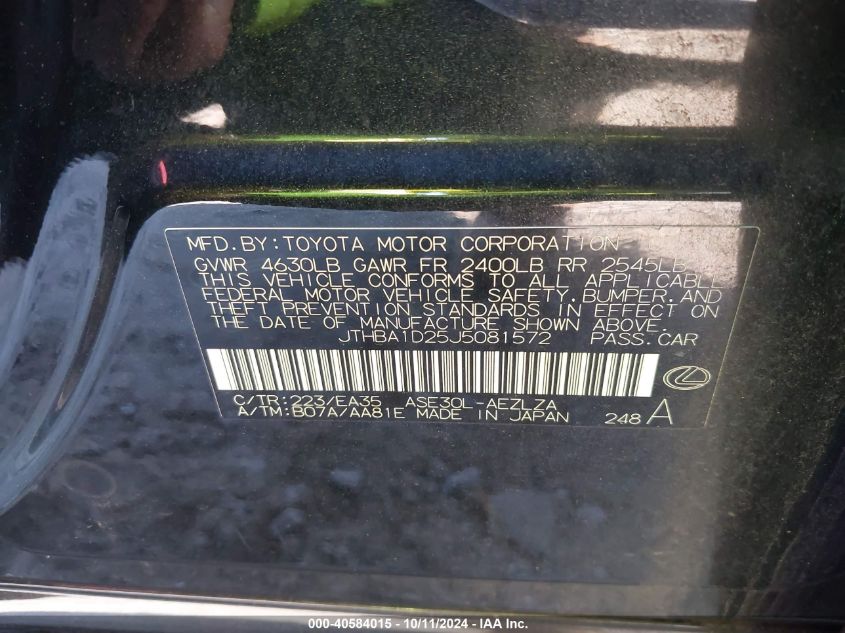 MFD.BY:TOYOTA MOTOR CORPORATION
GVWR 4630LB GAWR FR 2400LB RR 2545LB
THIS VEHICLE CONFORMS TO ALL APPLICABLE
FEDERAL MOTOR VEHICLE SAFETY,BUMPER,AND
THEFT PREVENTION STANDARDS IN EFFECT ON
THE DATE OF MANUFACTURE SHOWN ABOVE.
JTHBA1D25J5081572 PASS.CAR
C/TR:223/EA35 ASE30L-AEZLZA
A/TM:B07A/AA81E MADE IN JAPAN 248 A
000-40584015 - 10/11/2024 - IAA Inc.